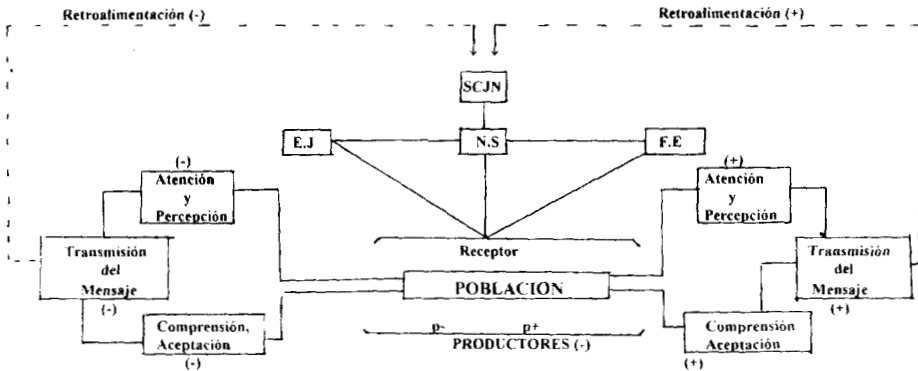 Retroalimentación (-)
Retroalimentación (+)
SCJN
E.J
N.S
F.E
(-)
Atención
y
Percepción
(+)
Atención
y
Percepción
Receptor
Transmisión
del
Mensaje
(-)
Transmisión
del
Mensaje
(+)
POBLACION
Comprensión,
Aceptación
(-)
p- p+
PRODUCTORES (-)
Comprensión
Aceptación
(+)